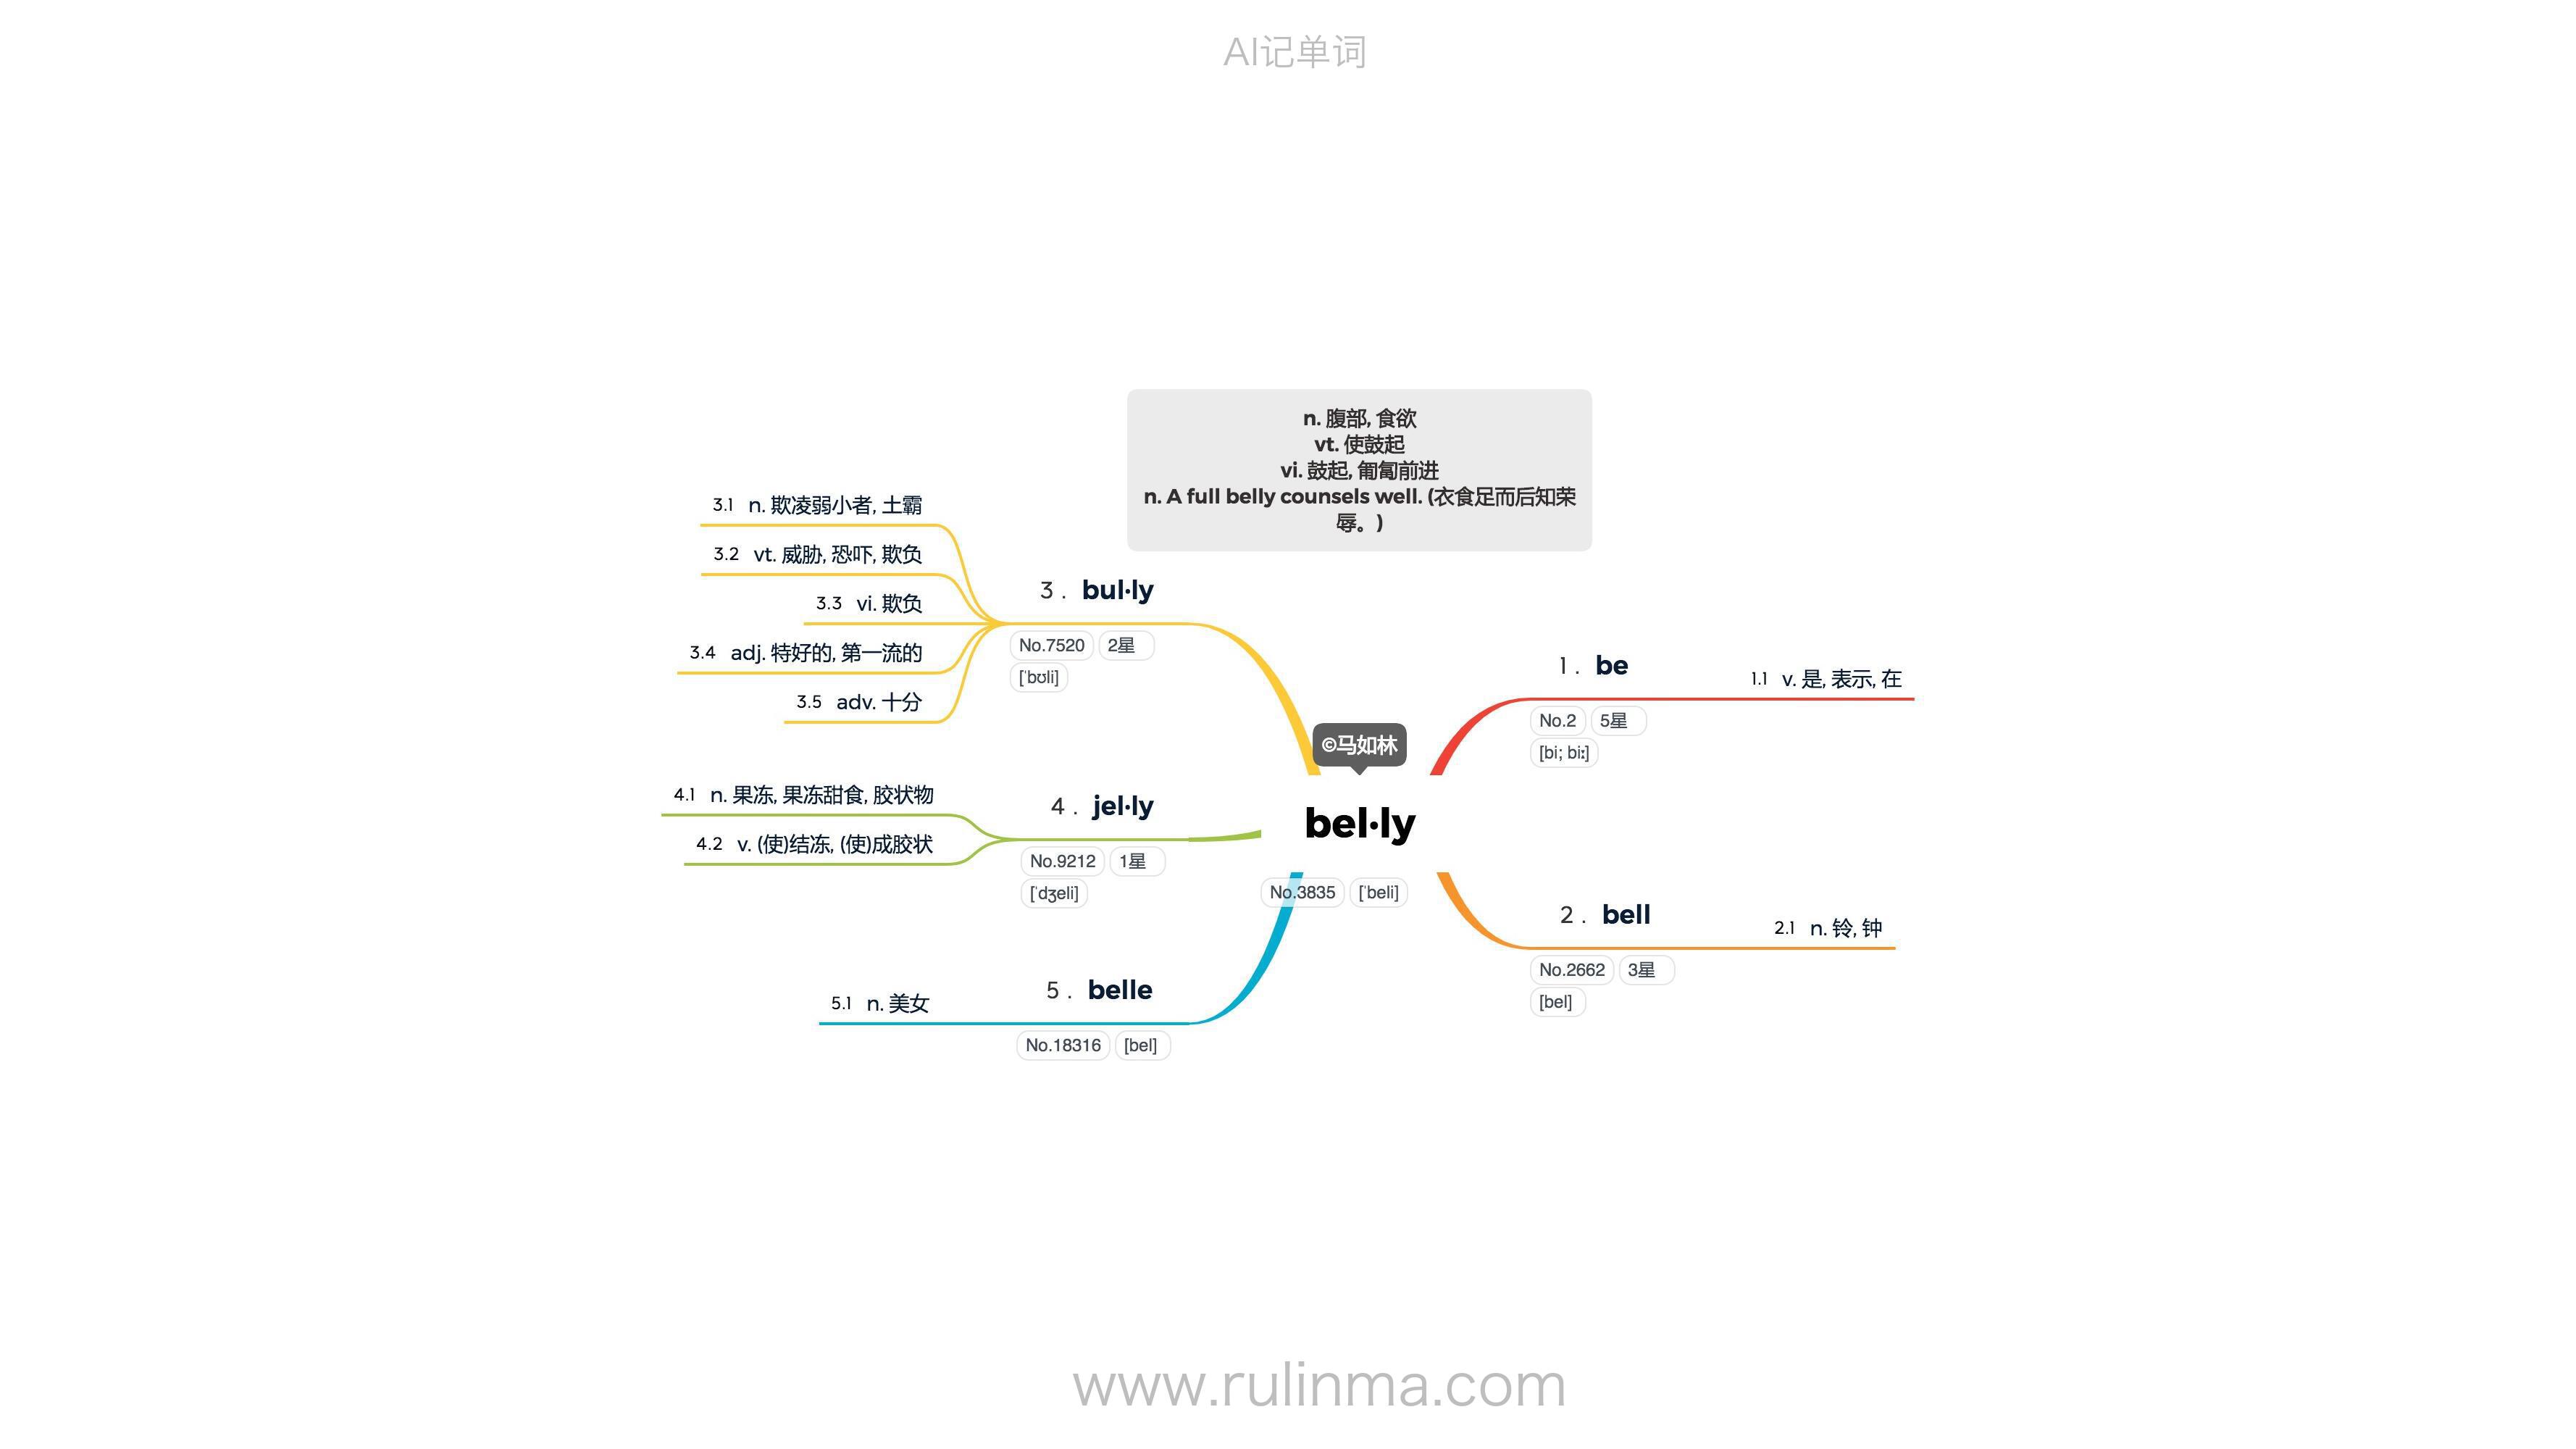 AI记单词
n. 腹部, 食欲
vt. 使鼓起
vi. 鼓起, 匍匐前进
n. A full belly counsels well. (衣食足而后知荣
辱。)
©马如林
bel·ly
No.3835 [ˈbeli]
1 . be
No.2 5星
[bi; biː]
1.1 v. 是, 表示, 在
2 . bell
No.2662 3星
[bel]
2.1 n. 铃, 钟
3 . bul·ly
No.7520 2星
[ˈbʊli]
3.1 n. 欺凌弱小者, 土霸
3.2 vt. 威胁, 恐吓, 欺负
3.3 vi. 欺负
3.4 adj. 特好的, 第一流的
3.5 adv. 十分
4 . jel·ly
No.9212 1星
[ˈdʒeli]
4.1 n. 果冻, 果冻甜食, 胶状物
4.2 v. (使)结冻, (使)成胶状
5 . belle
No.18316 [bel]
5.1 n. 美女
www.rulinma.com